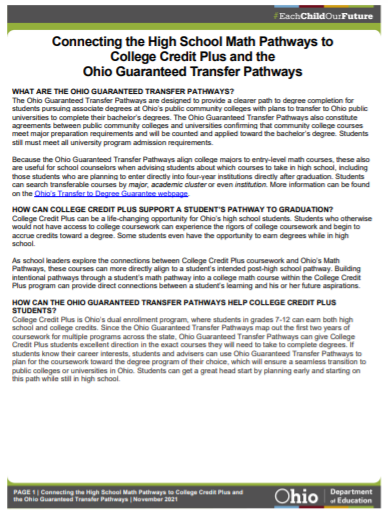 #EachChildOurFuture
Connecting the High School Math Pathways to
College Credit Plus and the
Ohio Guaranteed Transfer Pathways
WHAT ARE THE OHIO GUARANTEED TRANSFER PATHWAYS?
The Ohio Guaranteed Transfer Pathways are designed to provide a clearer path to degree completion for
students pursuing associate degrees at Ohio's public community colleges with plans to transfer to Ohio public
universities to complete their bachelor's degrees. The Ohio Guaranteed Transfer Pathways also constitute
agreements between public community colleges and universities confirming that community college courses
meet major preparation requirements and will be counted and applied toward the bachelor's degree. Students
still must meet all university program admission requirements.
Because the Ohio Guaranteed Transfer Pathways align college majors to entry-level math courses, these also
are useful for school counselors when advising students about which courses to take in high school, including
those students who are planning to enter directly into four-year institutions directly after graduation. Students
can search transferable courses by major, academic cluster or even institution. More information can be found
on the Ohio's Transfer to Degree Guarantee webpage.
HOW CAN COLLEGE CREDIT PLUS SUPPORT A STUDENT'S PATHWAY TO GRADUATION?
College Credit Plus can be a life-changing opportunity for Ohio's high school students. Students who otherwise
would not have access to college coursework can experience the rigors of college coursework and begin to
accrue credits toward a degree. Some students even have the opportunity to earn degrees while in high
school.
As school leaders explore the connections between College Credit Plus coursework and Ohio's Math
Pathways, these courses can more directly align to a student's intended post-high school pathway. Building
intentional pathways through a student's math pathway into a college math course within the College Credit
Plus program can provide direct connections between a student's learning and his or her future aspirations.
HOW CAN THE OHIO GUARANTEED TRANSFER PATHWAYS HELP COLLEGE CREDIT PLUS
STUDENTS?
College Credit Plus is Ohio's dual enrollment program, where students in grades 7-12 can earn both high
school and college credits. Since the Ohio Guaranteed Transfer Pathways map out the first two years of
coursework for multiple programs across the state, Ohio Guaranteed Transfer Pathways can give College
Credit Plus students excellent direction in the exact courses they will need to take to complete degrees. If
students know their career interests, students and advisers can use Ohio Guaranteed Transfer Pathways to
plan for the coursework toward the degree program of their choice, which will ensure a seamless transition to
public colleges or universities in Ohio. Students can get a great head start by planning early and starting on
this path while still in high school.
PAGE 1 | Connecting the High School Math Pathways to College Credit Plus and
the Ohio Guaranteed Transfer Pathways | November 2021
Ohio Department
of Education